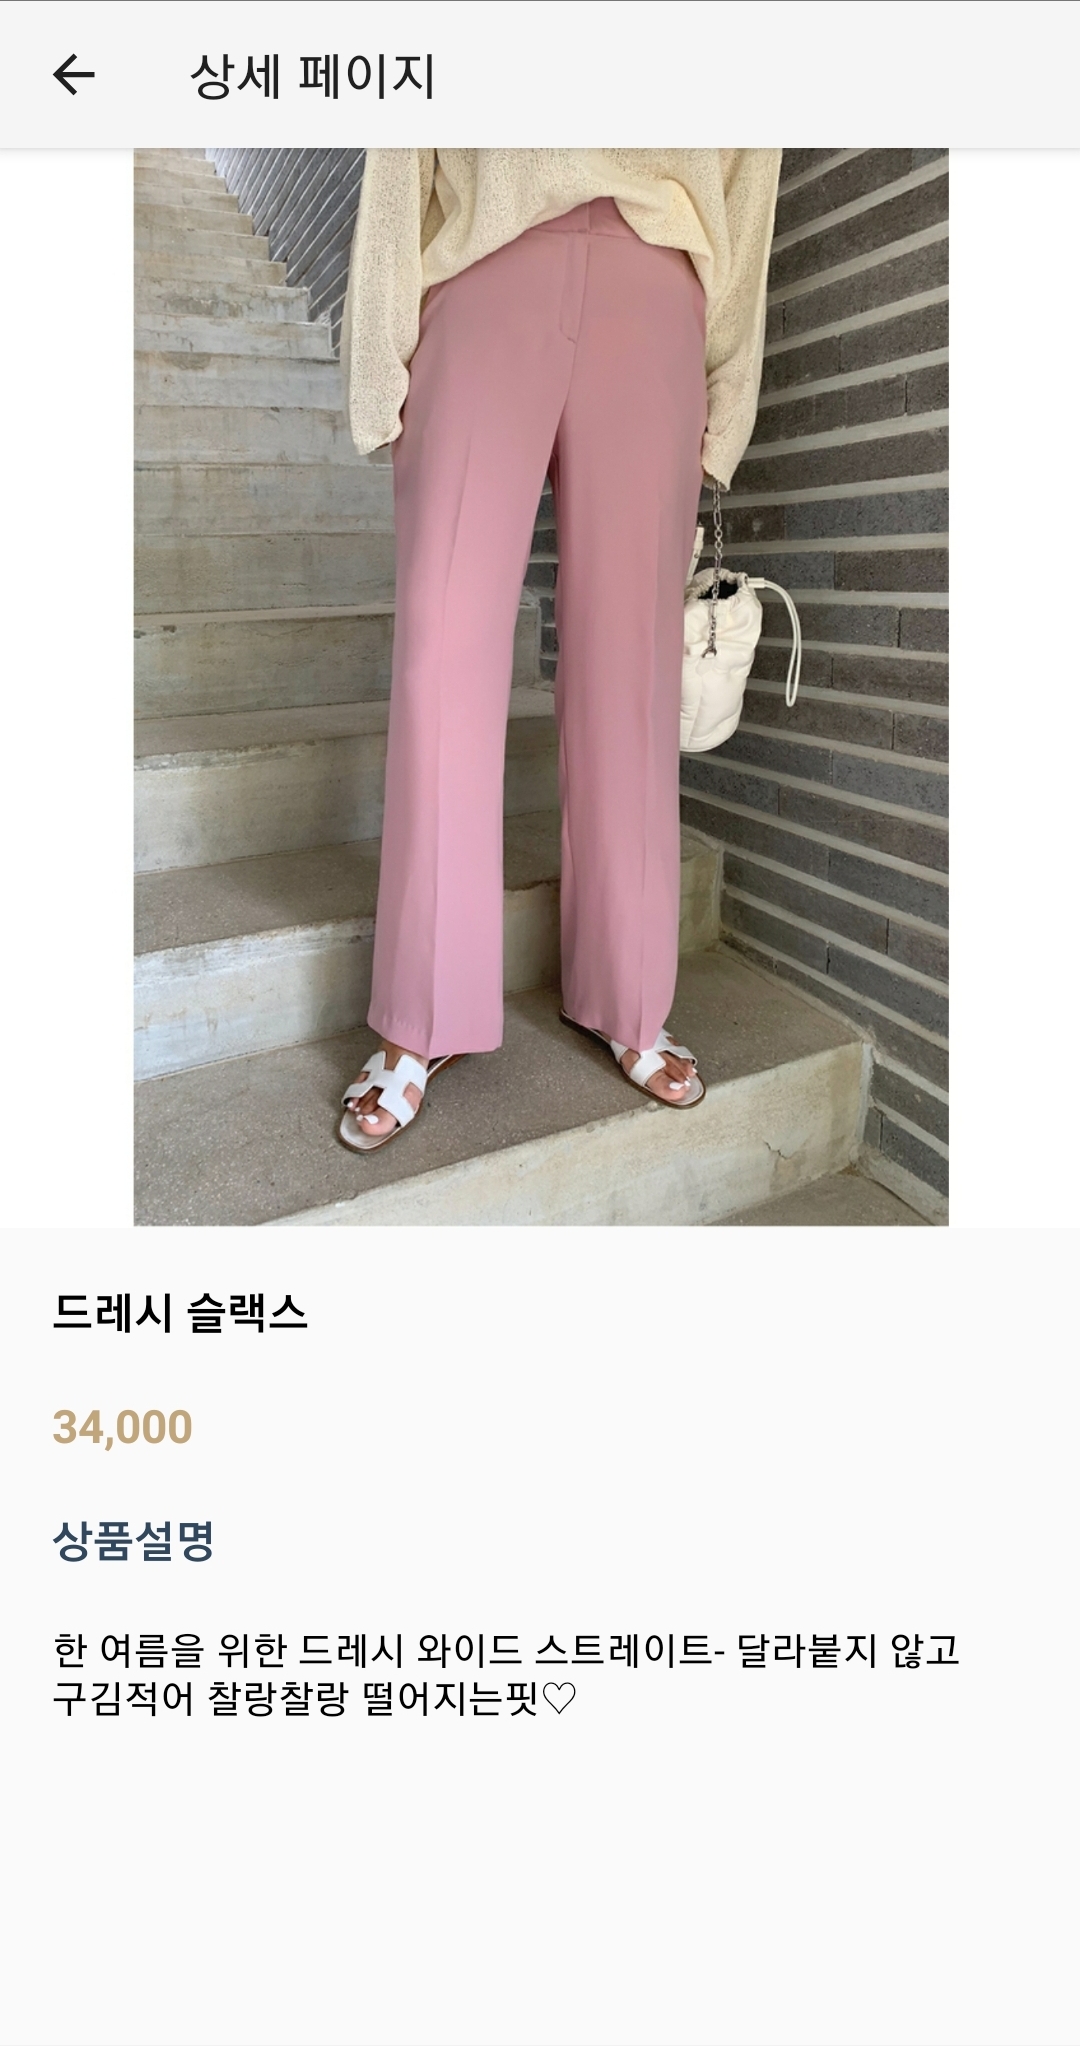 상세 페이지
드레시 슬랙스
34,000
상품설명
한 여름을 위한 드레시 와이드 스트레이트- 달라붙지 않고
구김적어 찰랑찰랑 떨어지는핏♡